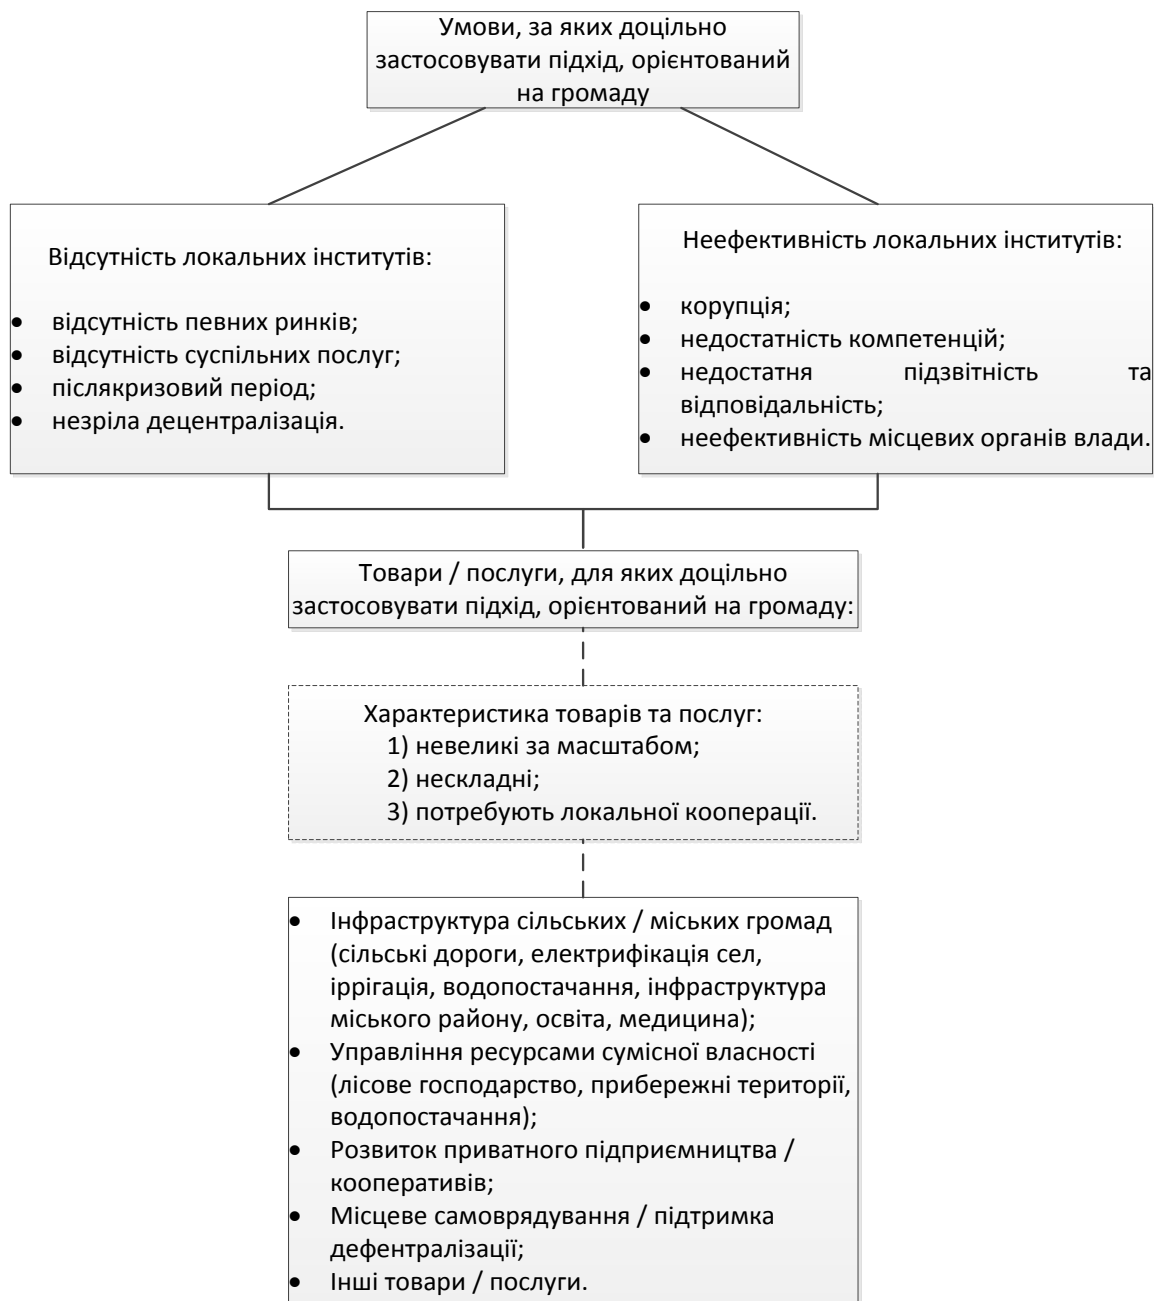 Умови, за яких доцільно
застосовувати підхід, орієнтований
на громаду
Відсутність локальних інститутів:
• відсутність певних ринків;
• відсутність суспільних послуг;
• післякризовий період;
• незріла децентралізація.
Неефективність локальних інститутів:
• корупція;
• недостатність компетенцій;
• недостатня підзвітність та
відповідальність;
• неефективність місцевих органів влади.
Товари / послуги, для яких доцільно
застосовувати підхід, орієнтований на громаду:
Характеристика товарів та послуг:
1) невеликі за масштабом;
2) нескладні;
3) потребують локальної кооперації.
• Інфраструктура сільських / міських громад
(сільські дороги, електрифікація сел,
іррігація, водопостачання, інфраструктура
міського району, освіта, медицина);
• Управління ресурсами сумісної власності
(лісове господарство, прибережні території,
водопостачання);
• Розвиток приватного підприємництва /
кооперативів;
• Місцеве самоврядування / підтримка
дефентралізації;
• Інші товари / послуги.